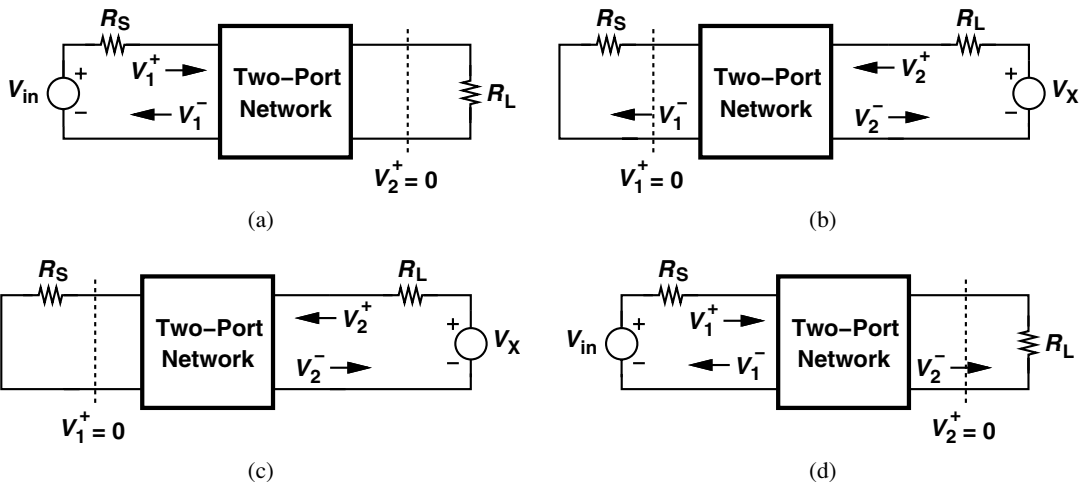 R_S
V_in
+
−
V_1^+
V_1^-
Two-Port
Network
R_L
V_2^+ = 0
(a)
R_S
V_1^-
V_1^+ = 0
Two-Port
Network
R_L
V_2^+
V_2^-
+
−
V_X
(b)
R_S
V_1^+ = 0
Two-Port
Network
R_L
V_2^+
V_2^-
+
−
V_X
(c)
R_S
V_in
+
−
V_1^+
V_1^-
Two-Port
Network
V_2^-
R_L
V_2^+ = 0
(d)